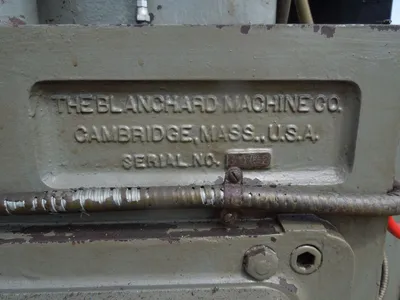 THE BLANCHARD MACHINE CO.
CAMBRIDGE, MASS., U.S.A.
SERIAL NO.